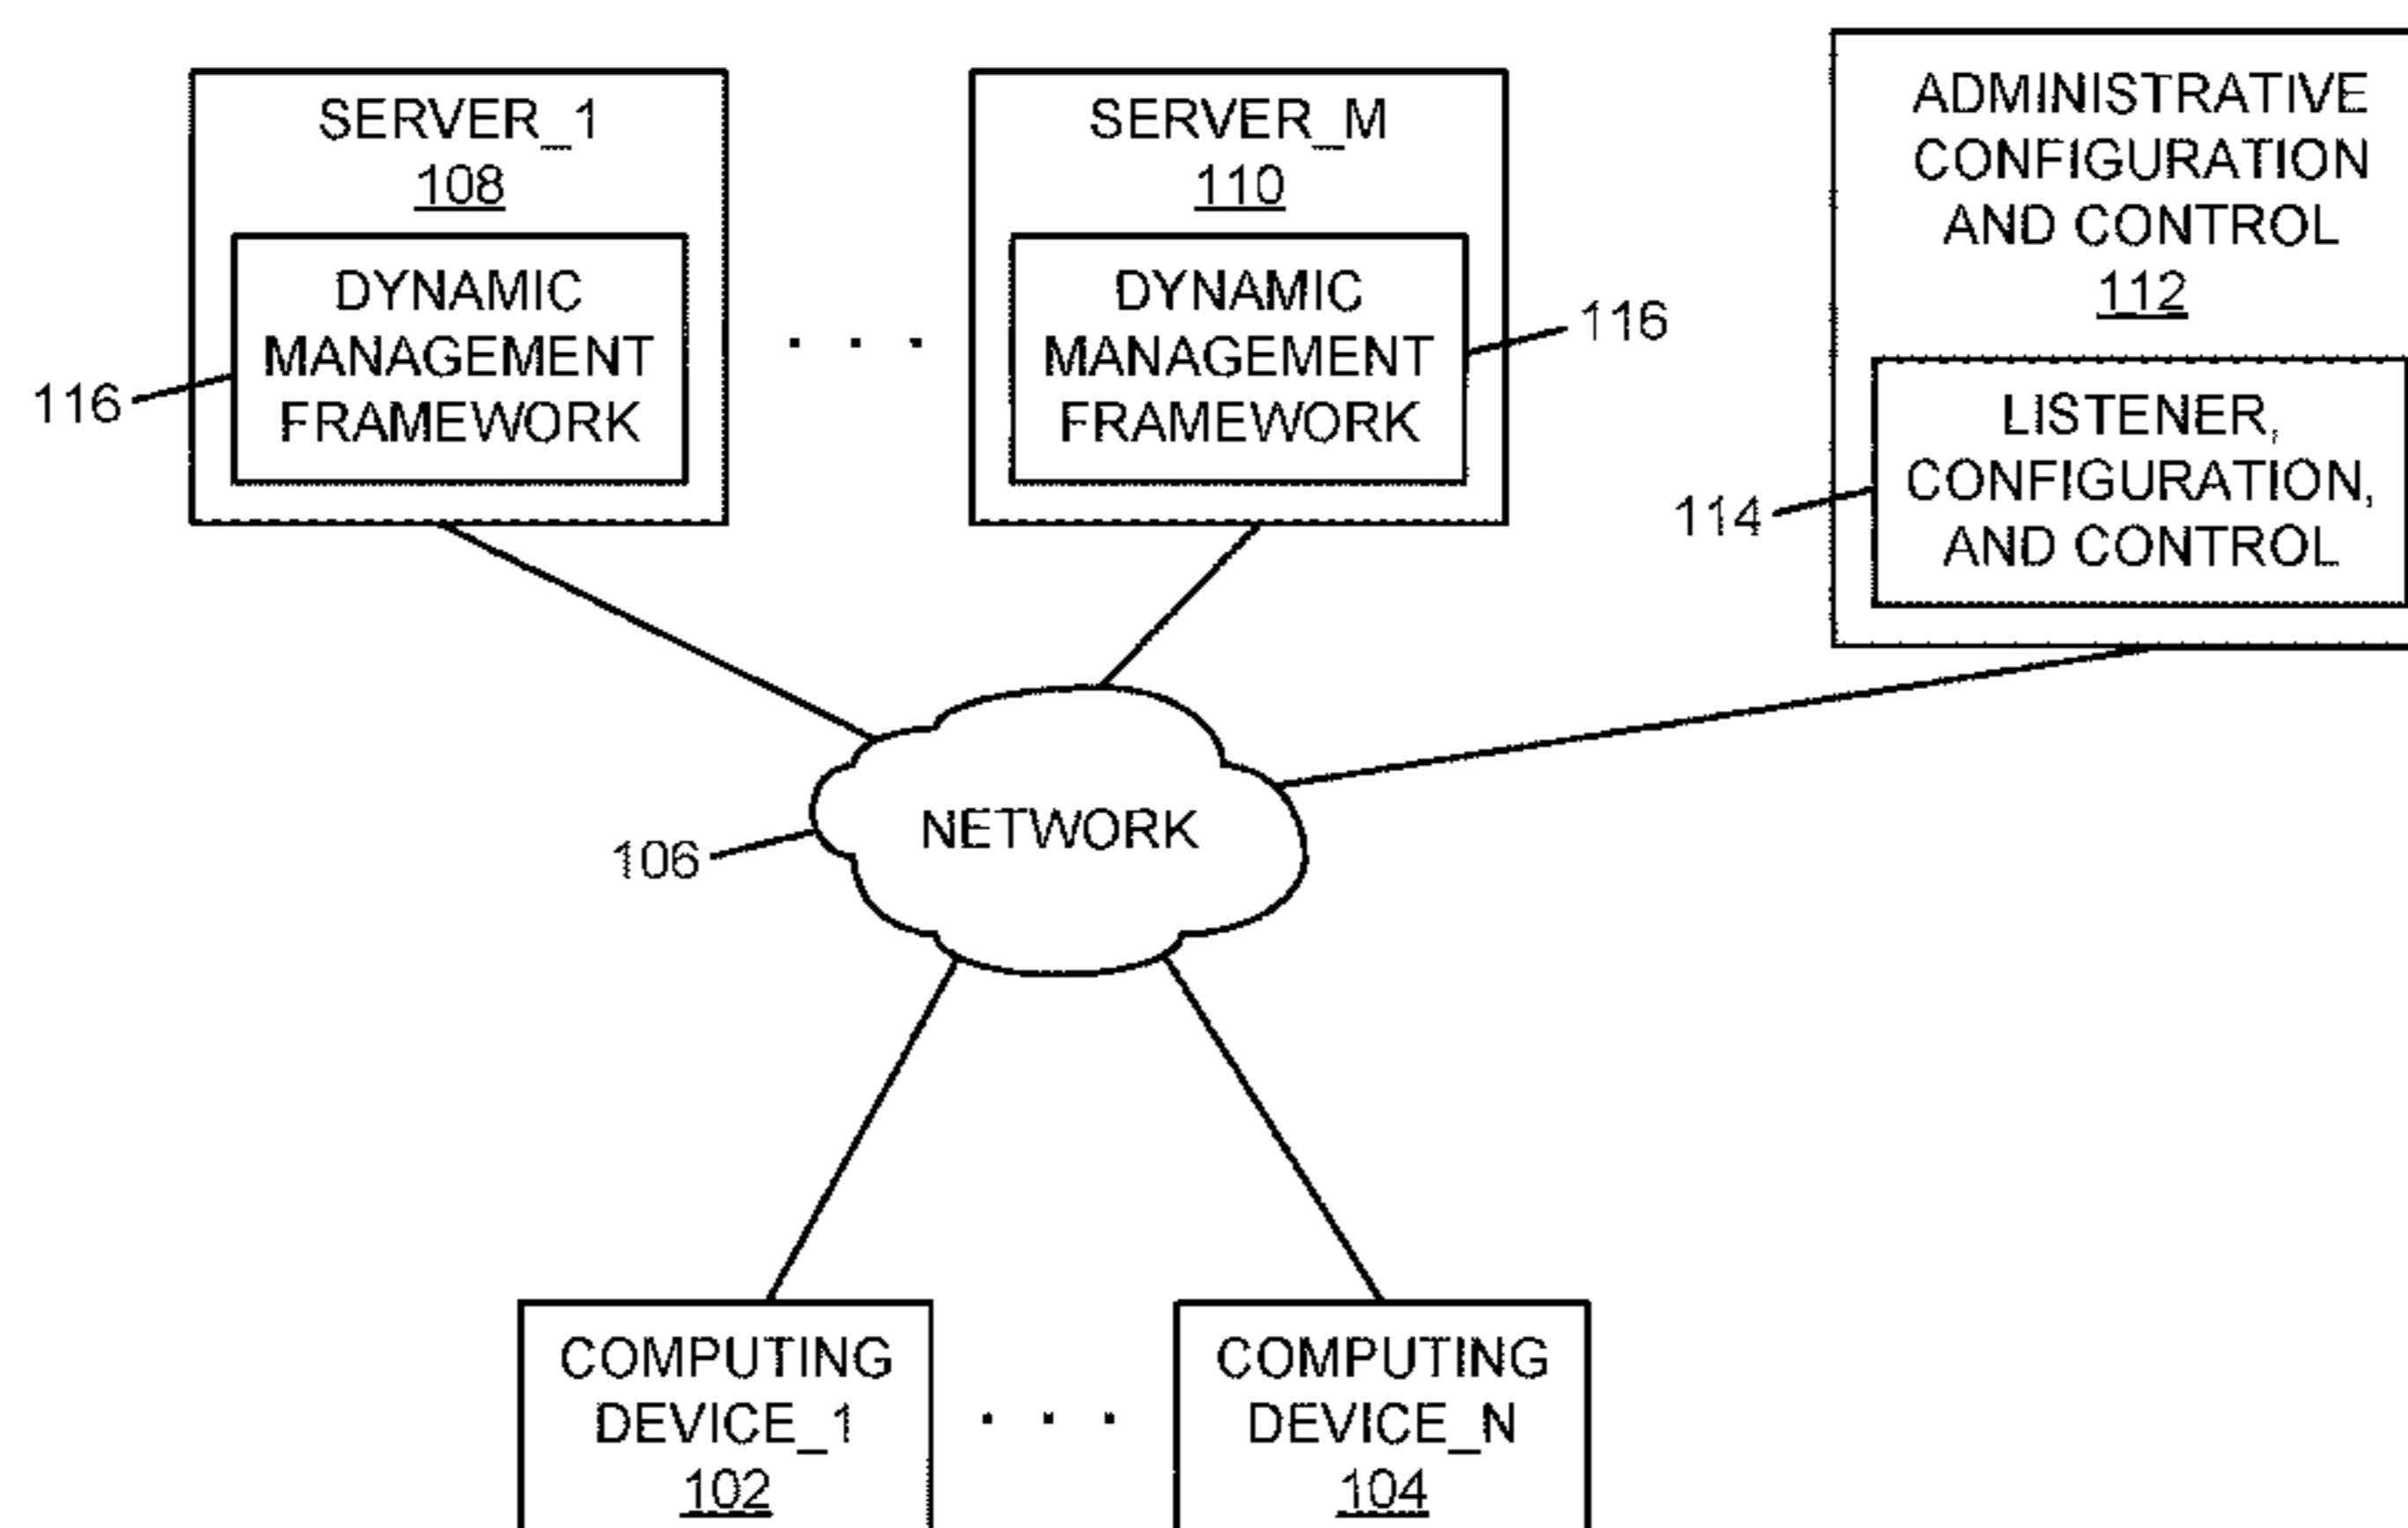 SERVER_1
108
DYNAMIC
MANAGEMENT
FRAMEWORK
116
. . .
SERVER_M
110
DYNAMIC
MANAGEMENT
FRAMEWORK
116
ADMINISTRATIVE
CONFIGURATION
AND CONTROL
112
LISTENER,
CONFIGURATION,
AND CONTROL
114
NETWORK
106
COMPUTING
DEVICE_1
102
. . .
COMPUTING
DEVICE_N
104